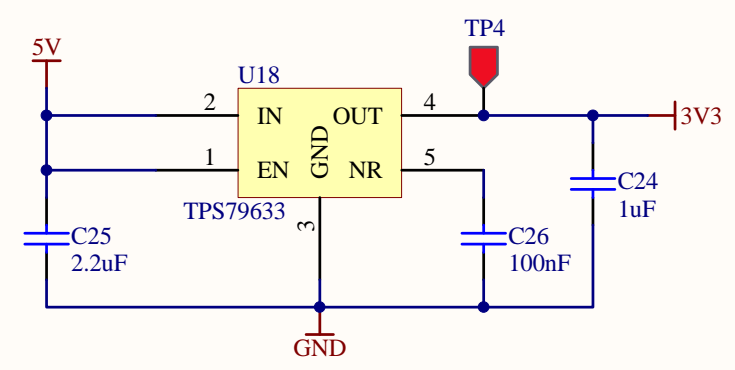 TP4
5V
U18
2
IN
OUT
4
3V3
GND
1
EN
NR
5
C24
1uF
TPS79633
3
C25
2.2uF
C26
100nF
GND